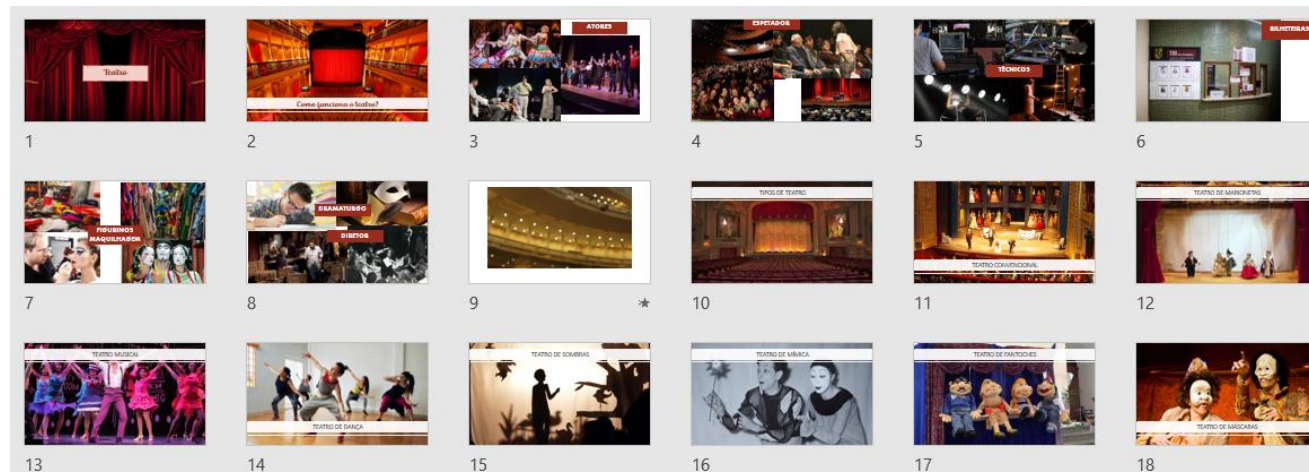 Teatro
Como funciona o teatro?
ATORES
ESPETADOR
TÉCNICOS
BILHETEIRAS
1
2
3
4
5
6
FIGURINOS
MAQUILHAGEM
DRAMATURGO
DIRETOR
TIPOS DE TEATRO
TEATRO CONVENCIONAL
TEATRO DE MARIONETAS
7
8
9
10
11
12
TEATRO MUSICAL
TEATRO DE DANÇA
TEATRO DE SOMBRAS
TEATRO DE MÍMICA
TEATRO DE FANTOCHES
TEATRO DE MÁSCARAS
13
14
15
16
17
18